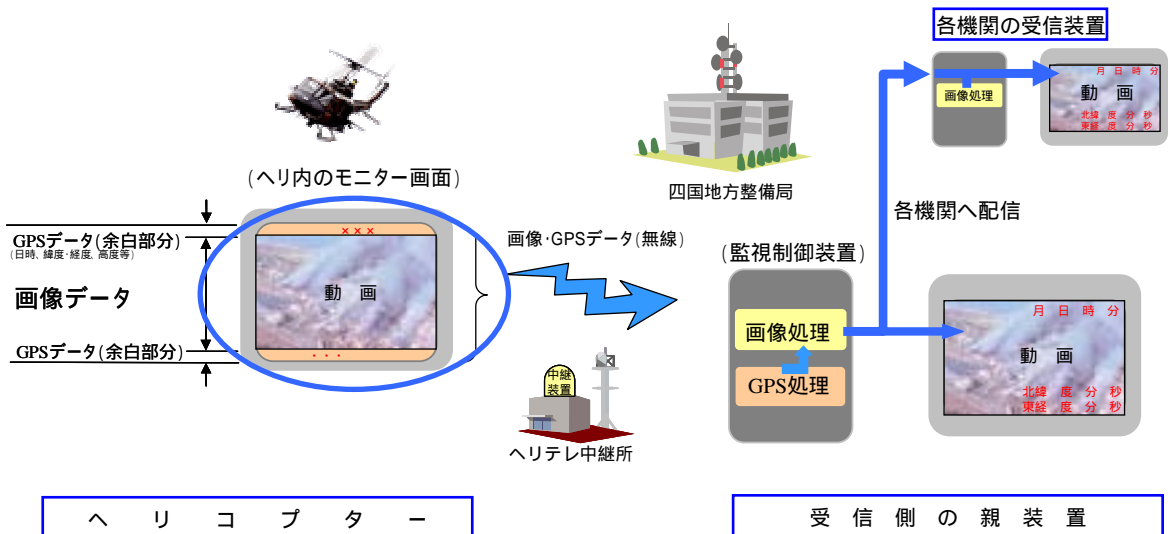 各機関の受信装置
画像処理
月 日 時 分
動 画
北緯 度 分 秒
東経 度 分 秒
四国地方整備局
各機関へ配信
(ヘリ内のモニター画面)
GPSデータ(余白部分)
(日時、緯度・経度、高度等)
画像データ
GPSデータ(余白部分)
×××
動 画
・・・
画像・GPSデータ(無線)
中継
装置
ヘリテレ中継所
(監視制御装置)
画像処理
GPS処理
月 日 時 分
動 画
北緯 度 分 秒
東経 度 分 秒
ヘ リ コ プ タ ー
受 信 側 の 親 装 置